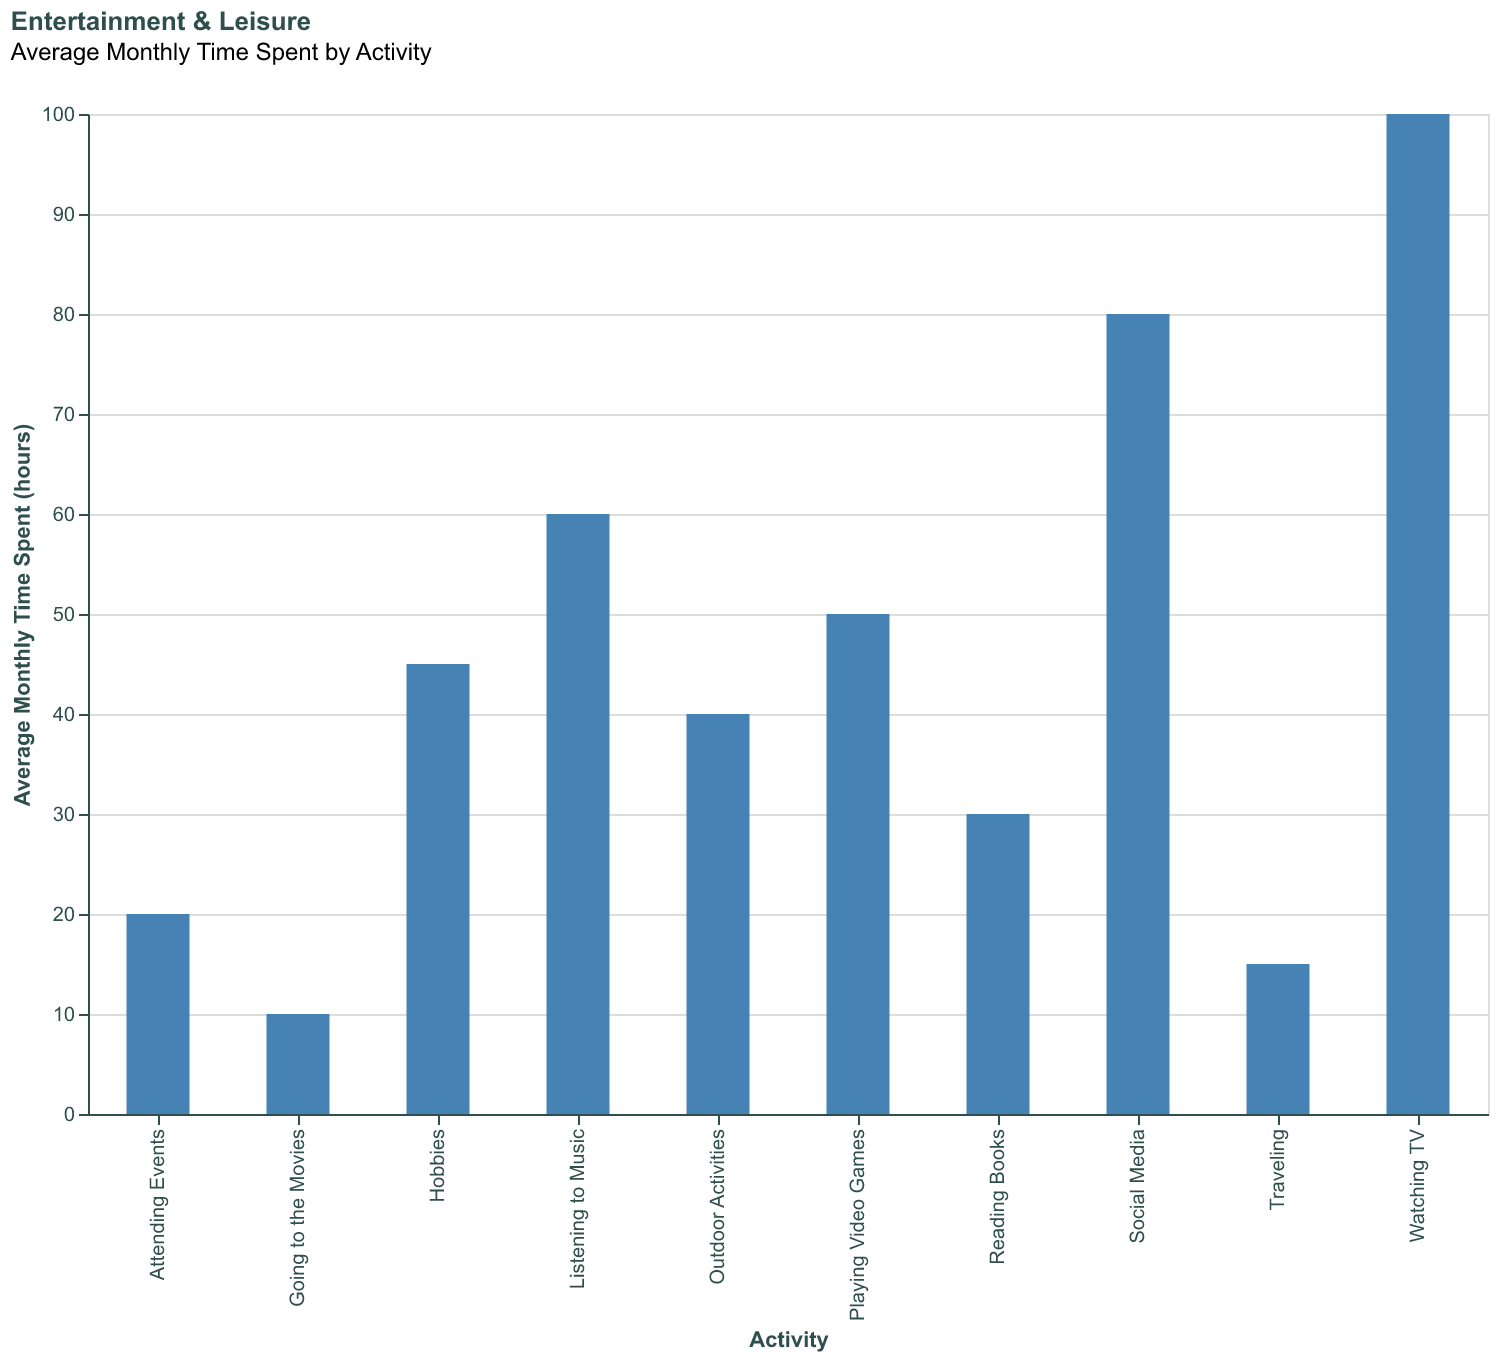 Entertainment & Leisure
Average Monthly Time Spent by Activity
Average Monthly Time Spent (hours)
100
90
80
70
60
50
40
30
20
10
0
Attending Events
Going to the Movies
Hobbies
Listening to Music
Outdoor Activities
Playing Video Games
Reading Books
Social Media
Traveling
Watching TV
Activity